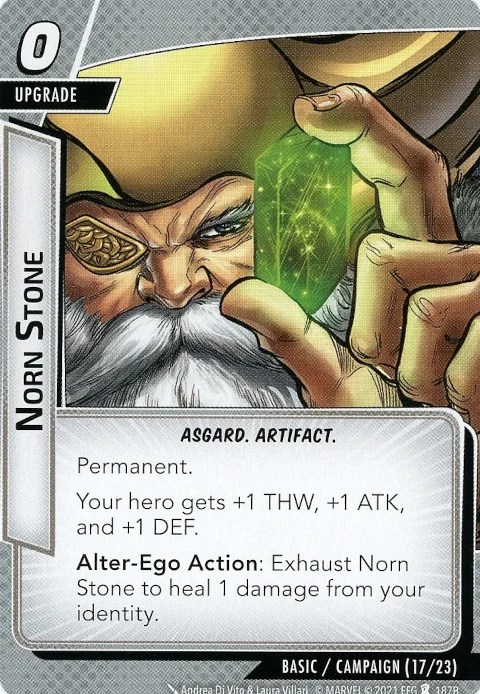 0
UPGRADE
NORN STONE
ASGARD. ARTIFACT.
Permanent.
Your hero gets +1 THW, +1 ATK,
and +1 DEF.
Alter-Ego Action: Exhaust Norn
Stone to heal 1 damage from your
identity.
BASIC / CAMPAIGN (17/23)
Andrea Di Vito & Laura Villari. © MARVEL © 2021 FFG 187B